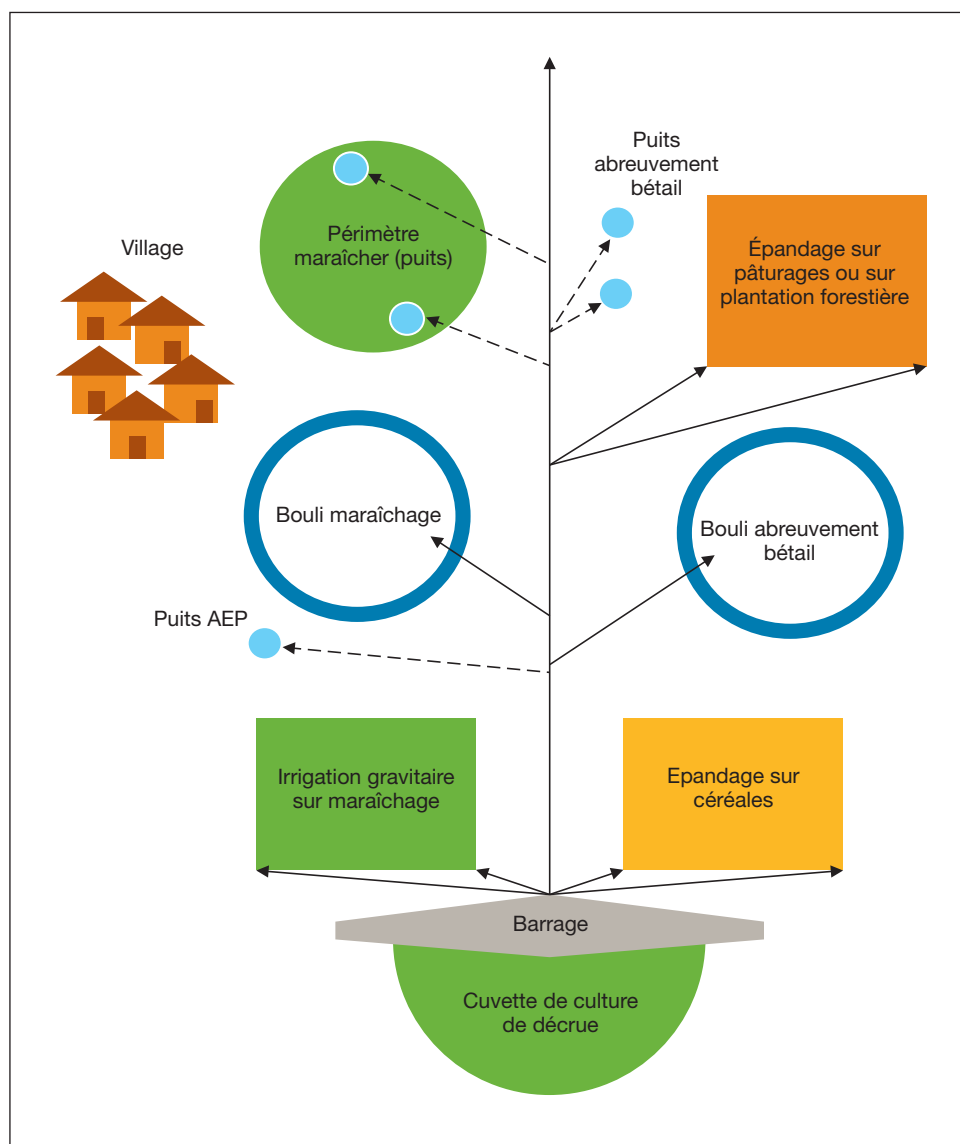 Puits
abreuvement
bétail
Village
Périmètre
maraîcher (puits)
Épandage sur
pâturages ou sur
plantation forestière
Bouli maraîchage
Bouli abreuvement
bétail
Puits AEP
Irrigation gravitaire
sur maraîchage
Epandage sur
céréales
Barrage
Cuvette de culture
de décrue